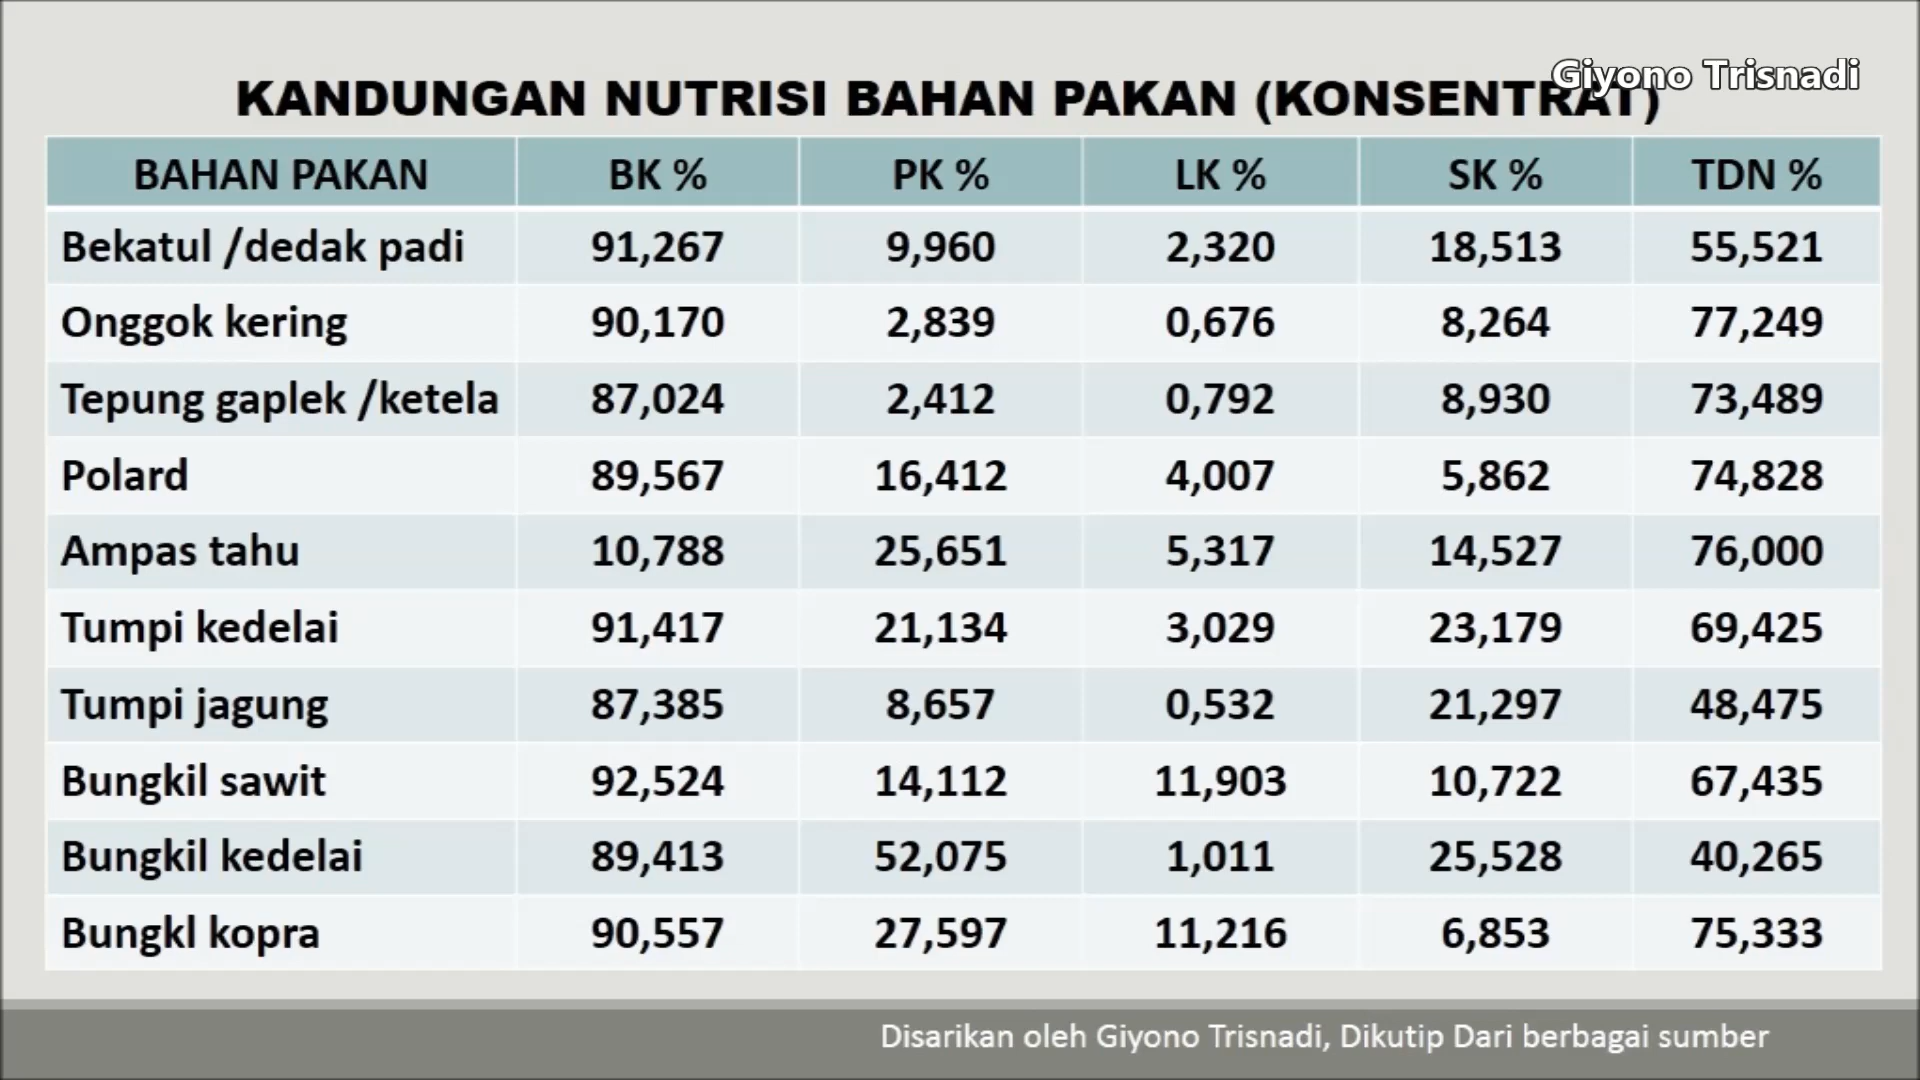 Giyono Trisnadi
KANDUNGAN NUTRISI BAHAN PAKAN (KONSENTRAT)
BAHAN PAKAN BK % PK % LK % SK % TDN %
Bekatul /dedak padi 91,267 9,960 2,320 18,513 55,521
Onggok kering 90,170 2,839 0,676 8,264 77,249
Tepung gaplek /ketela 87,024 2,412 0,792 8,930 73,489
Polard 89,567 16,412 4,007 5,862 74,828
Ampas tahu 10,788 25,651 5,317 14,527 76,000
Tumpi kedelai 91,417 21,134 3,029 23,179 69,425
Tumpi jagung 87,385 8,657 0,532 21,297 48,475
Bungkil sawit 92,524 14,112 11,903 10,722 67,435
Bungkil kedelai 89,413 52,075 1,011 25,528 40,265
Bungkl kopra 90,557 27,597 11,216 6,853 75,333
Disarikan oleh Giyono Trisnadi, Dikutip Dari berbagai sumber